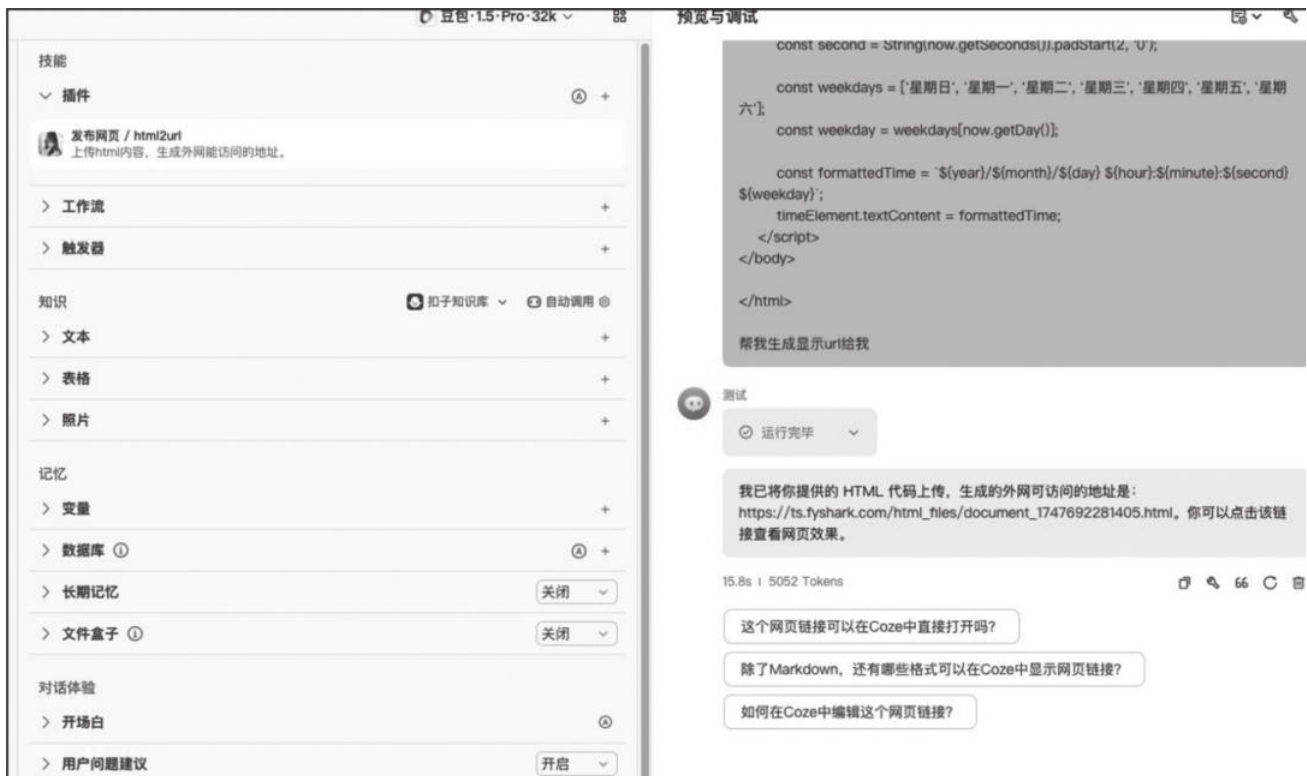 豆包·1.5·Pro·32k
预览与调试
技能
插件
发布网页 / html2url
上传html内容，生成外网能访问的地址。
工作流
触发器
知识
扣子知识库
自动调用
文本
表格
照片
记忆
变量
数据库
长期记忆
关闭
文件盒子
关闭
对话体验
开场白
用户问题建议
开启
const second = String(now.getSeconds()).padStart(2, '0');
const weekdays = ['星期日', '星期一', '星期二', '星期三', '星期四', '星期五', '星期
六'];
const weekday = weekdays[now.getDay()];
const formattedTime = `${year}/${month}/${day} ${hour}:${minute}:${second}
${weekday}`;
timeElement.textContent = formattedTime;
</script>
</body>
</html>
帮我生成显示url给我
测试
运行完毕
我已将你提供的 HTML 代码上传，生成的外网可访问的地址是：
https://ts.fyshark.com/html_files/document_1747692281405.html。你可以点击该链
接查看网页效果。
15.8s | 5052 Tokens
这个网页链接可以在Coze中直接打开吗？
除了Markdown，还有哪些格式可以在Coze中显示网页链接？
如何在Coze中编辑这个网页链接？